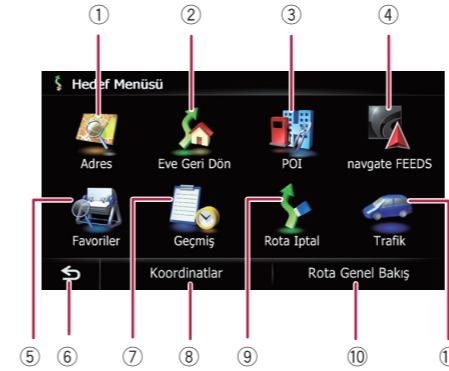 ① ② ③ ④
Hedef Menüsü
Adres Eve Geri Dön POI navgate FEEDS
Favoriler Geçmiş Rota Iptal Trafik
Koordinatlar Rota Genel Bakış
⑤ ⑥ ⑦ ⑧ ⑨ ⑩